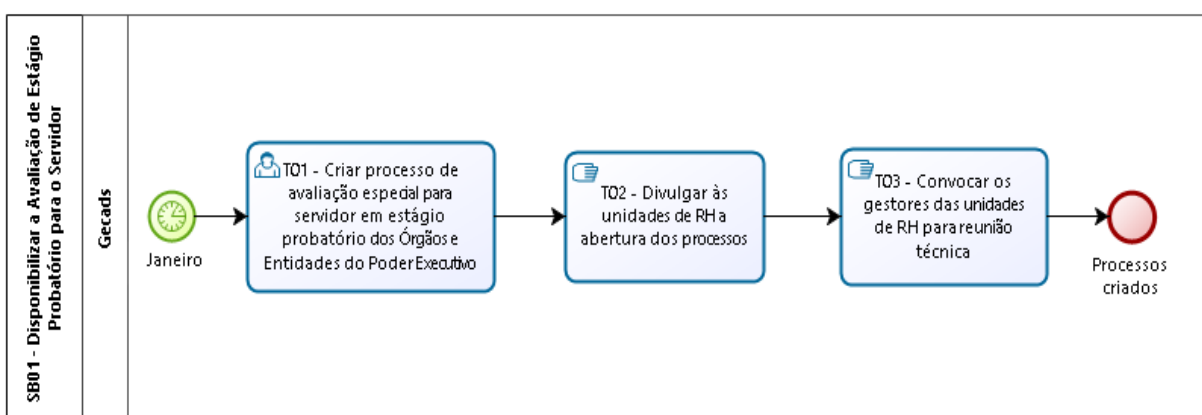 SB01 - Disponibilizar a Avaliação de Estágio
Probatório para o Servidor
Gecads
Janeiro
T01 - Criar processo de
avaliação especial para
servidor em estágio
probatório dos Órgãos e
Entidades do Poder Executivo
T02 - Divulgar às
unidades de RH a
abertura dos processos
T03 - Convocar os
gestores das unidades
de RH para reunião
técnica
Processos
criados